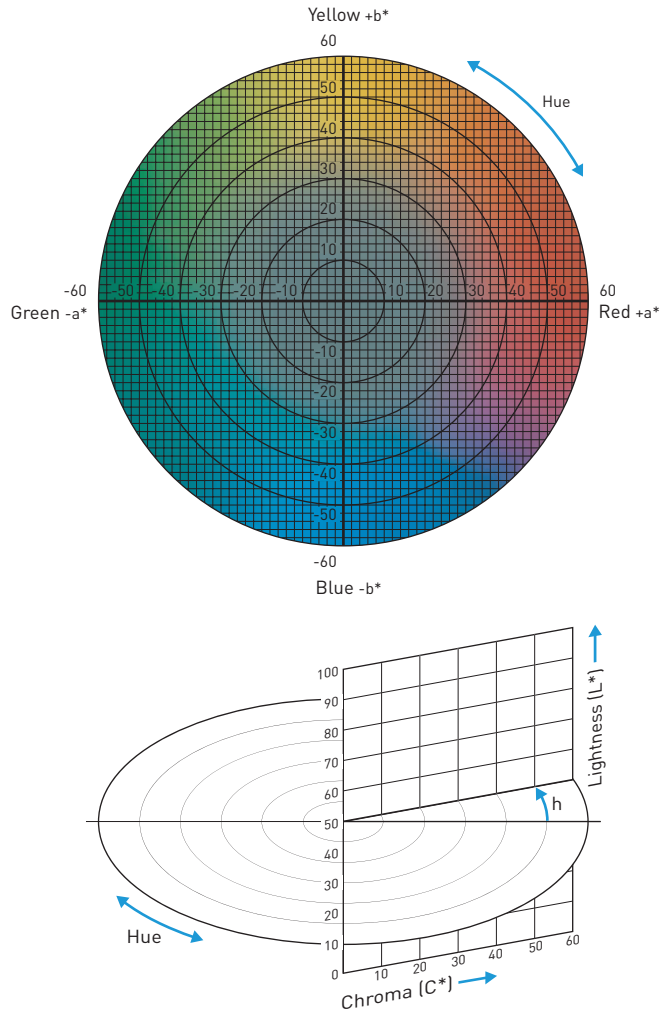 Yellow +b*
60
Hue
50
40
30
20
10
-60 -50 -40 -30 -20 -10 10 20 30 40 50 60
Green -a* Red +a*
-10
-20
-30
-40
-50
-60
Blue -b*
100
90
80
70
60
50
40
30
20
10
0
Lightness (L*)
h
Hue
10 20 30 40 50 60
Chroma (C*)